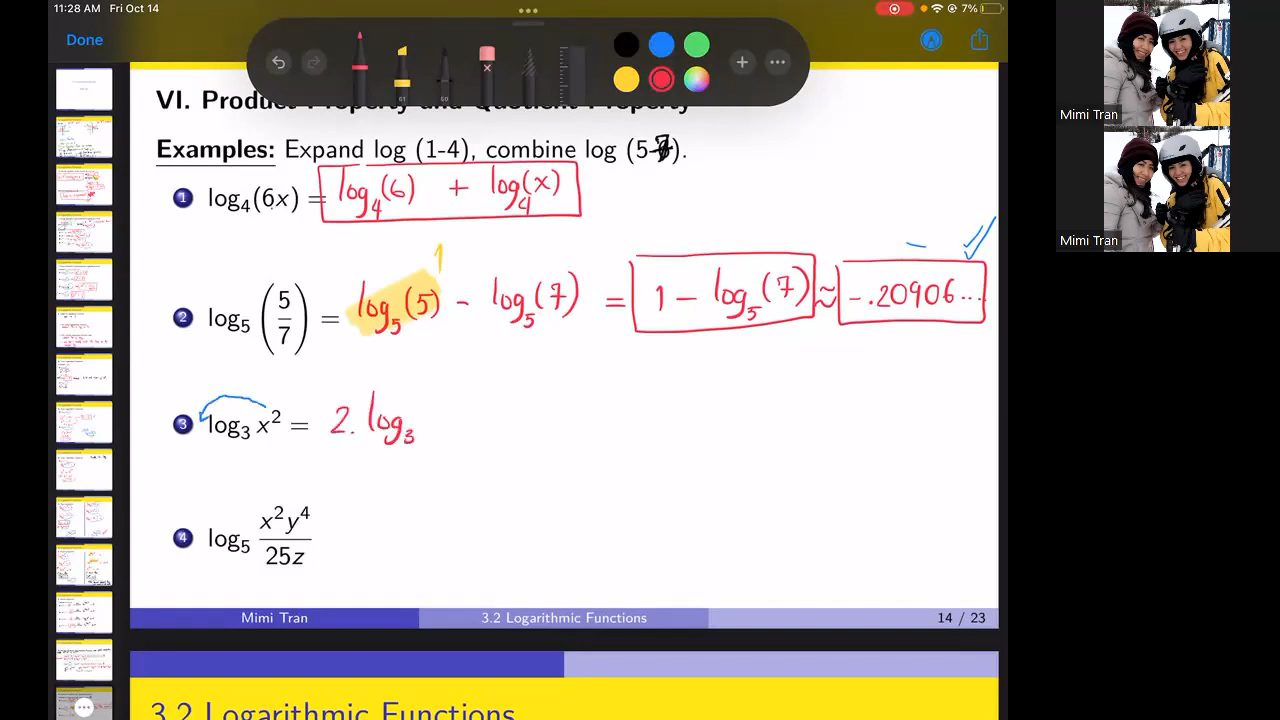 11:28 AM Fri Oct 14
7%
Done
61
50
VI. Product Property and Quotient Property
Examples: Expand log (1-4), combine log (5-).
1 log₄(6x) = log₄(6) + log₄(x)
2 log₅ (5/7) = log₅(5) - log₅(7) = 1 - log₅(7) ≈ -.20906...
1
3 log₃ x² = 2. log₃
4 log₅ x²y⁴/25z
Mimi Tran 3.2 Logarithmic Functions 14 / 23
3.2 Logarithmic Functions
Mimi Tran
Mimi Tran